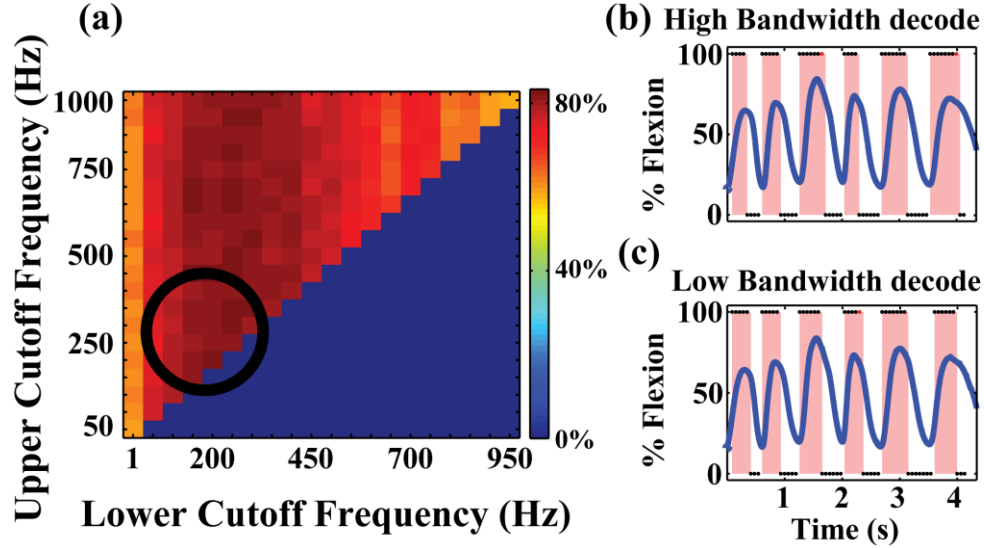 (a)
Upper Cutoff Frequency (Hz)
1000
750
500
250
50
1 200 450 700 950
Lower Cutoff Frequency (Hz)
80%
40%
0%
(b) High Bandwidth decode
% Flexion
100
50
0
(c) Low Bandwidth decode
% Flexion
100
50
0
1 2 3 4
Time (s)